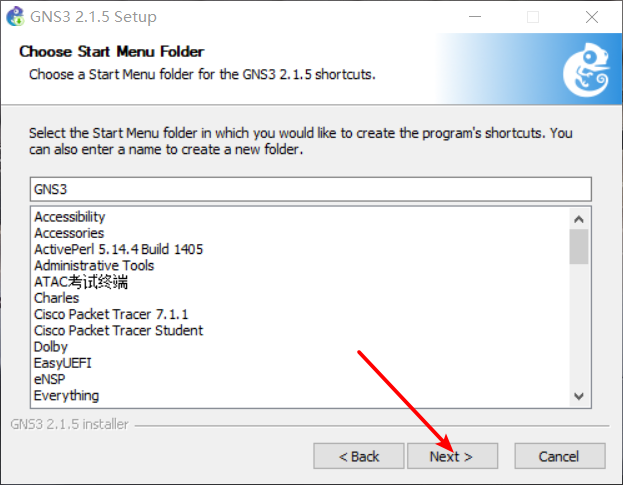 GNS3 2.1.5 Setup
Choose Start Menu Folder
Choose a Start Menu folder for the GNS3 2.1.5 shortcuts.
Select the Start Menu folder in which you would like to create the program's shortcuts. You
can also enter a name to create a new folder.
GNS3
Accessibility
Accessories
ActivePerl 5.14.4 Build 1405
Administrative Tools
ATAC考试终端
Charles
Cisco Packet Tracer 7.1.1
Cisco Packet Tracer Student
Dolby
EasyUEFI
eNSP
Everything
GNS3 2.1.5 installer
< Back
Next >
Cancel